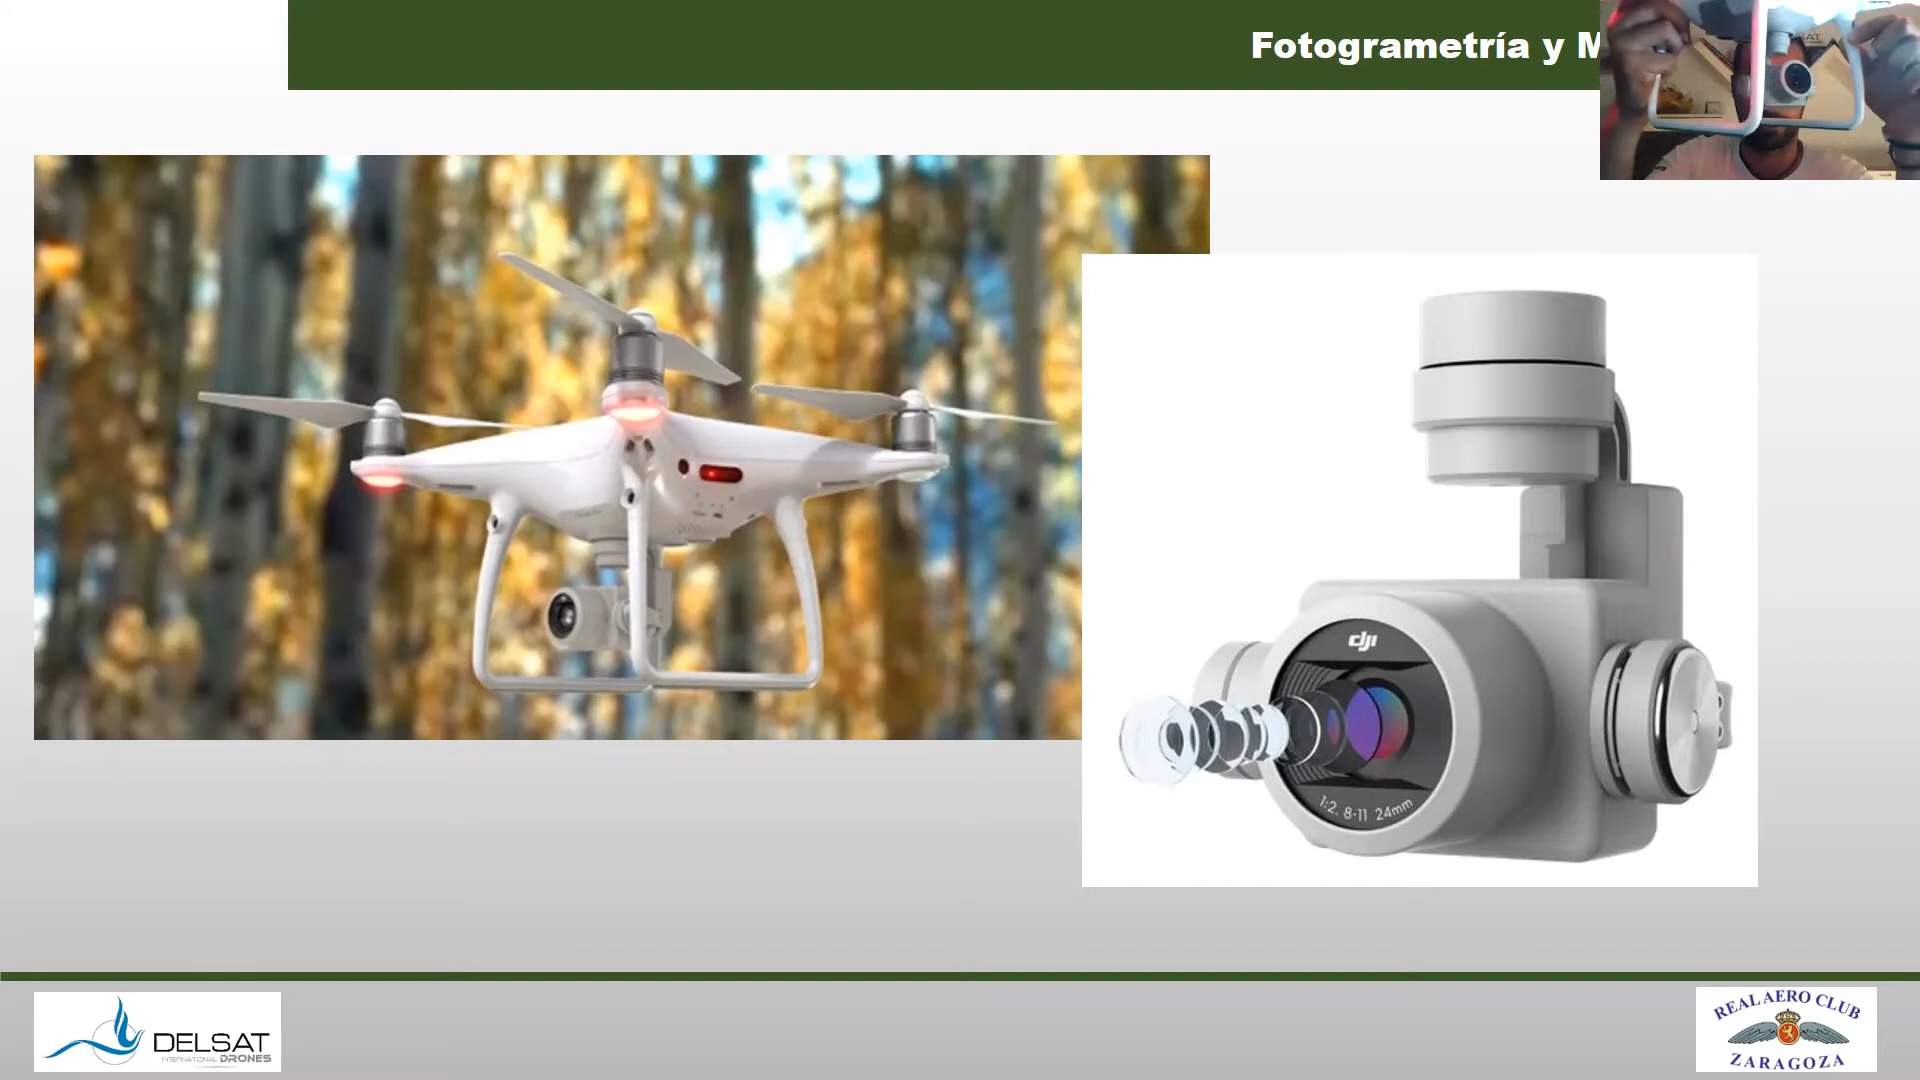 Fotogrametría y M
dji
1:2. 8-11 24mm
DELSAT
INTERNATIONAL DRONES
REAL AERO CLUB
ZARAGOZA